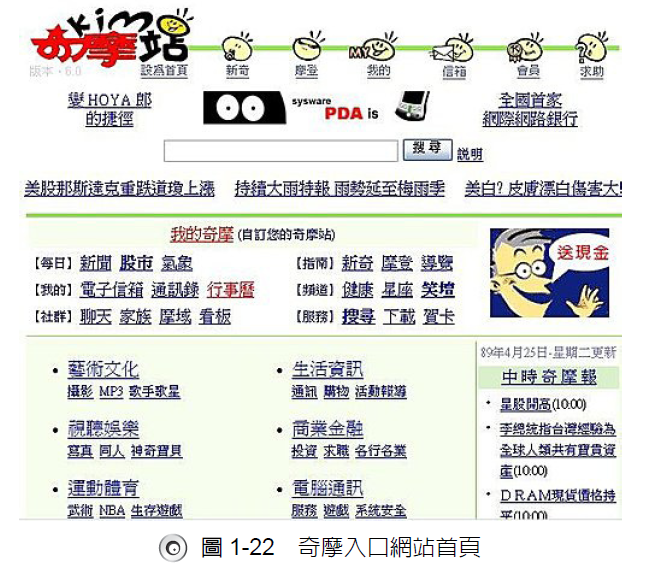 kimo
奇摩站
版本・6.0
設為首頁 新奇 摩登 MY 我的 信箱 會員 求助
變 HOYA 郎
的捷徑
sysware
PDA is
全國首家
網際網路銀行
搜 尋 說明
美股那斯達克重跌道瓊上漲 持續大雨特報 雨勢延至梅雨季 美白? 皮膚漂白傷害大!
我的奇摩 (自訂您的奇摩站)
【每日】 新聞 股市 氣象 【指南】 新奇 摩登 導覽
【我的】 電子信箱 通訊錄 行事曆 【頻道】 健康 星座 笑壇
【社群】 聊天 家族 摩域 看板 【服務】 搜尋 下載 賀卡
送現金
• 藝術文化
攝影 MP3 歌手歌星
• 生活資訊
通訊 購物 活動報導
• 視聽娛樂
寫真 同人 神奇寶貝
• 商業金融
投資 求職 各行各業
• 運動體育
武術 NBA 生存遊戲
• 電腦通訊
服務 遊戲 系統安全
89年4月25日-星期二更新
中時奇摩報
• 星股開高(10:00)
• 李總統指台灣經驗為
全球人類共有寶貴資
產(10:00)
• ＤＲＡＭ現貨價格持
平(10:00)
圖 1-22 奇摩入口網站首頁